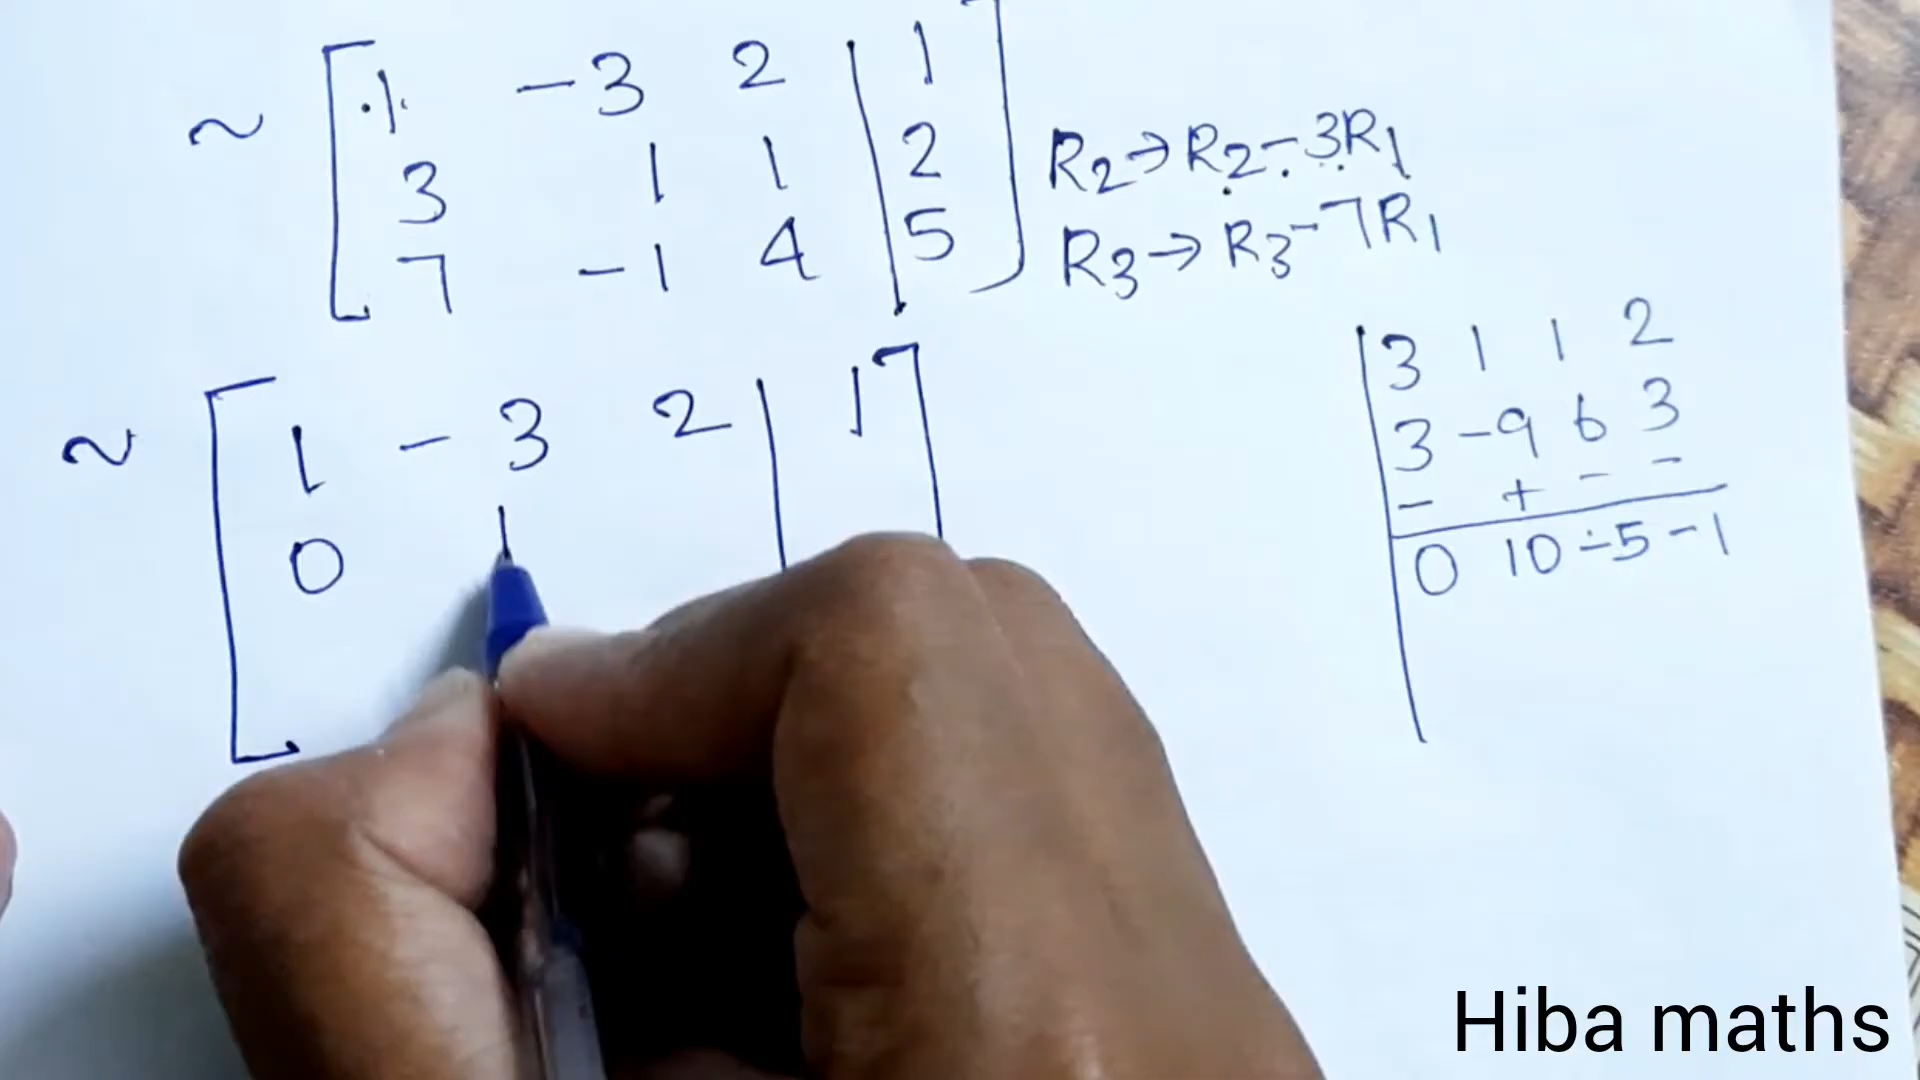 ~ [ 1 -3 2 | 1 ]
3 1 1 | 2 R2→R2-3R1
7 -1 4 | 5 R3→R3-7R1
3 1 1 2
3 -9 6 3
- + - -
0 10 -5 -1
~ [ 1 -3 2 | 1 ]
0 1
Hiba maths